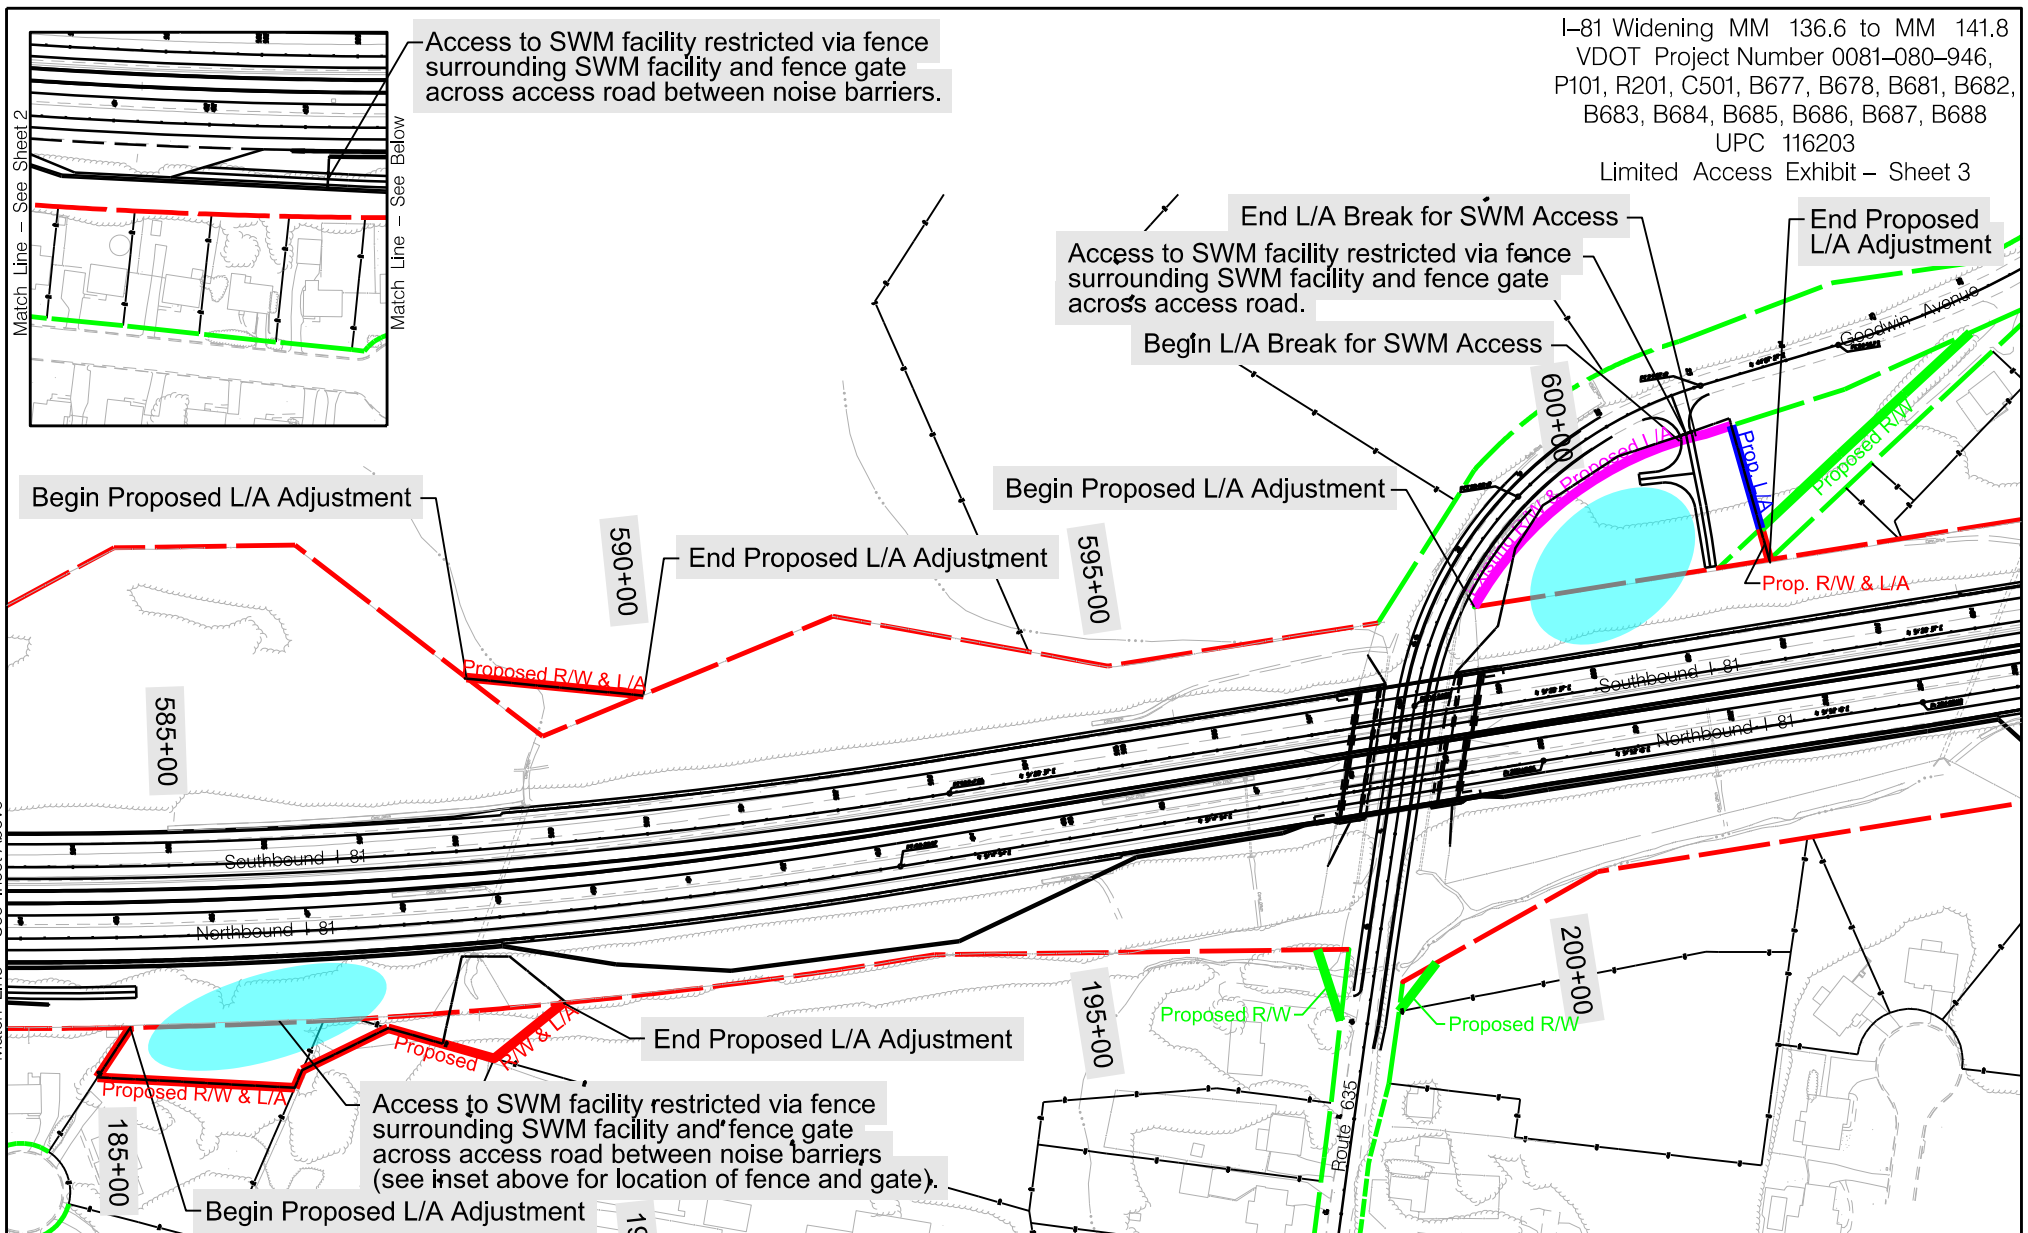 I–81 Widening MM 136.6 to MM 141.8
VDOT Project Number 0081–080–946,
P101, R201, C501, B677, B678, B681, B682,
B683, B684, B685, B686, B687, B688
UPC 116203
Limited Access Exhibit – Sheet 3
Access to SWM facility restricted via fence
surrounding SWM facility and fence gate
across access road between noise barriers.
Match Line – See Sheet 2
Match Line – See Below
End L/A Break for SWM Access
End Proposed
L/A Adjustment
Access to SWM facility restricted via fence
surrounding SWM facility and fence gate
across access road.
Begin L/A Break for SWM Access
Goodwin Avenue
600+00
Prop. L/A
Proposed R/W
Begin Proposed L/A Adjustment
Begin Proposed L/A Adjustment
590+00
End Proposed L/A Adjustment
595+00
Prop. R/W & L/A
Proposed R/W & L/A
585+00
Southbound I 81
Northbound I 81
Southbound I 81
Northbound I 81
200+00
195+00
Proposed R/W
Proposed R/W
End Proposed L/A Adjustment
Proposed
R/W & L/A
Proposed R/W & L/A
185+00
Access to SWM facility restricted via fence
surrounding SWM facility and fence gate
across access road between noise barriers
(see inset above for location of fence and gate).
Begin Proposed L/A Adjustment
Route 635